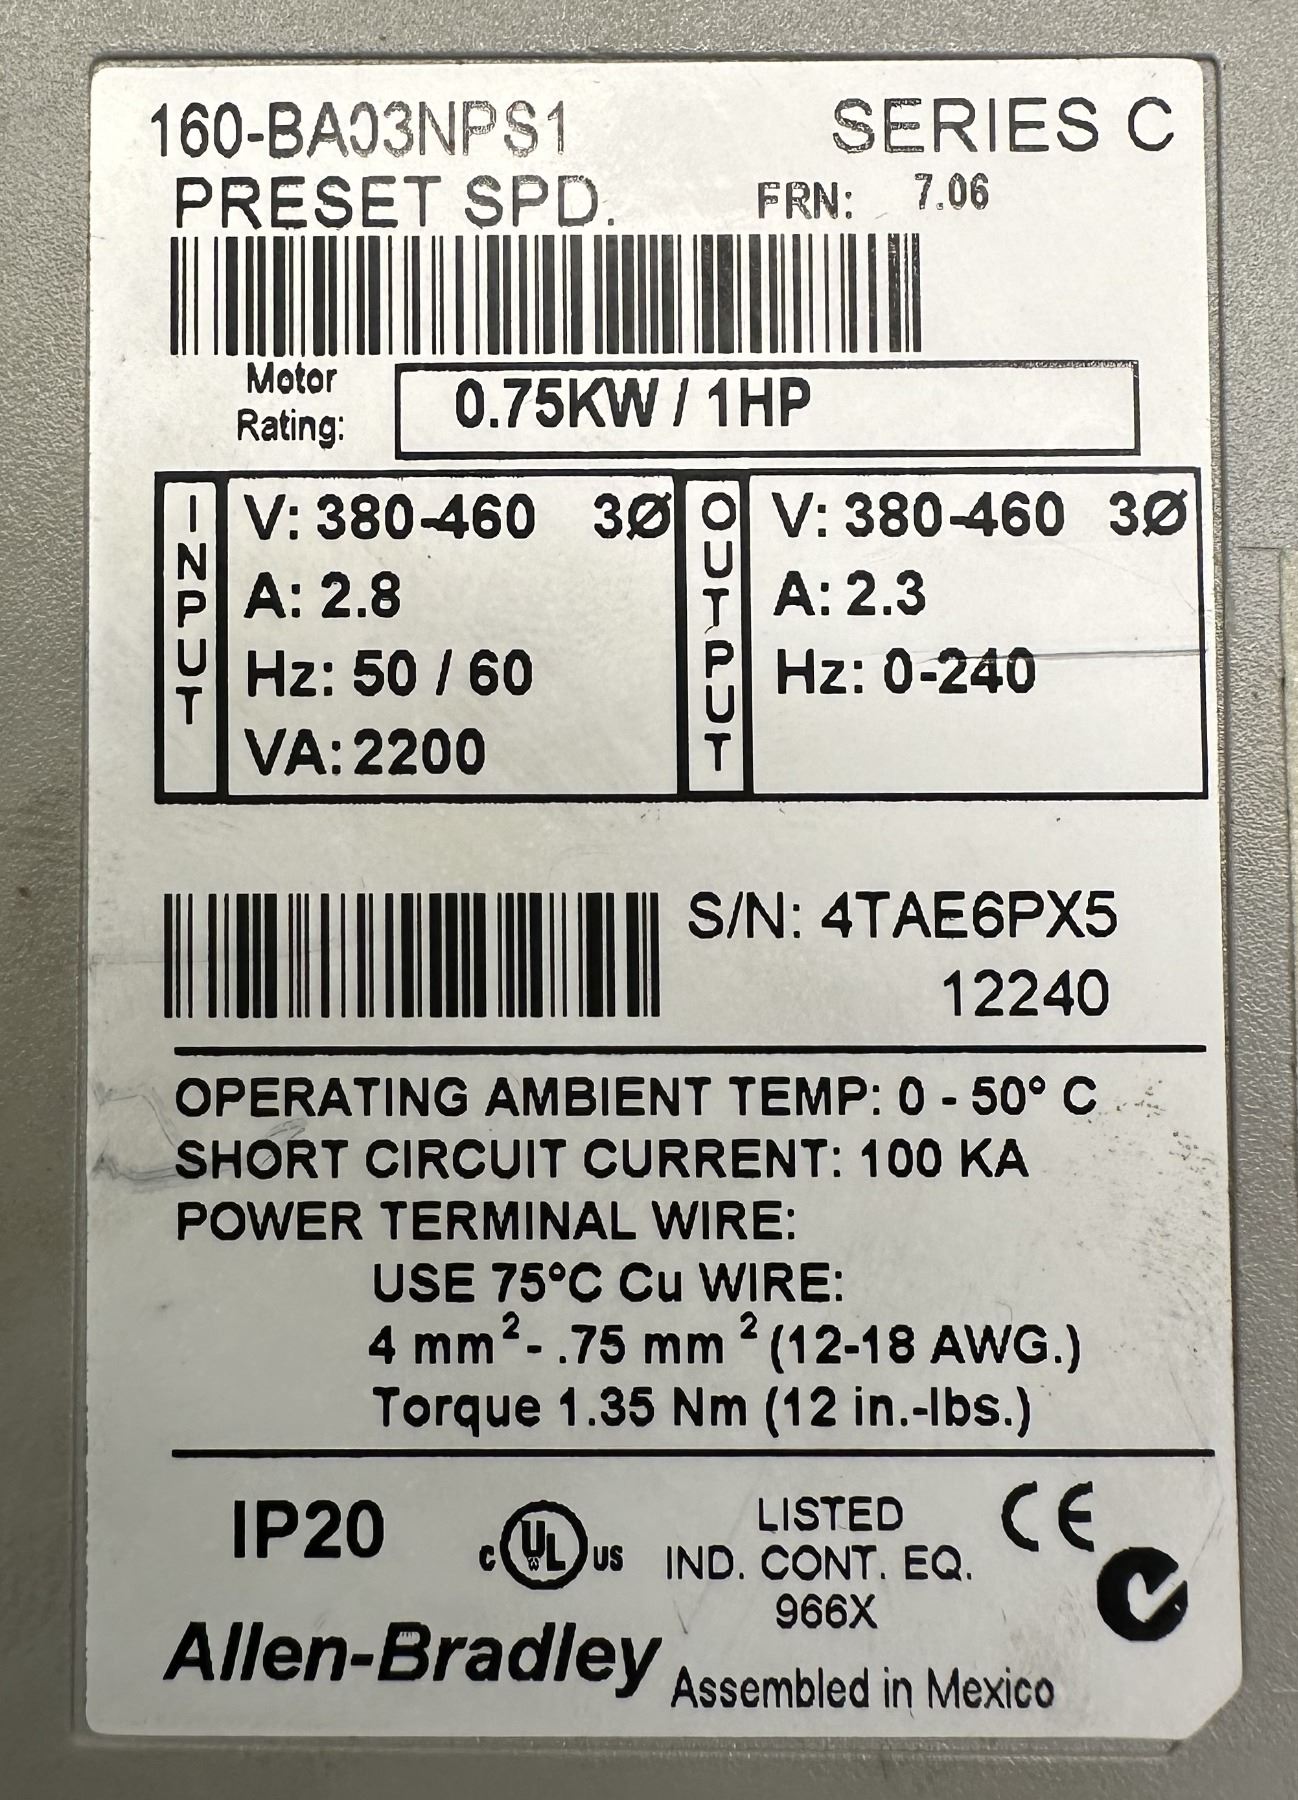 160-BA03NPS1 SERIES C
PRESET SPD. FRN: 7.06
Motor Rating: 0.75KW / 1HP
INPUT
V: 380-460 3Ø
A: 2.8
Hz: 50 / 60
VA: 2200
OUTPUT
V: 380-460 3Ø
A: 2.3
Hz: 0-240
S/N: 4TAE6PX5
12240
OPERATING AMBIENT TEMP: 0 - 50° C
SHORT CIRCUIT CURRENT: 100 KA
POWER TERMINAL WIRE:
USE 75°C Cu WIRE:
4 mm² - .75 mm ² (12-18 AWG.)
Torque 1.35 Nm (12 in.-lbs.)
IP20
C UL US
LISTED
IND. CONT. EQ.
966X
CE
Allen-Bradley
Assembled in Mexico